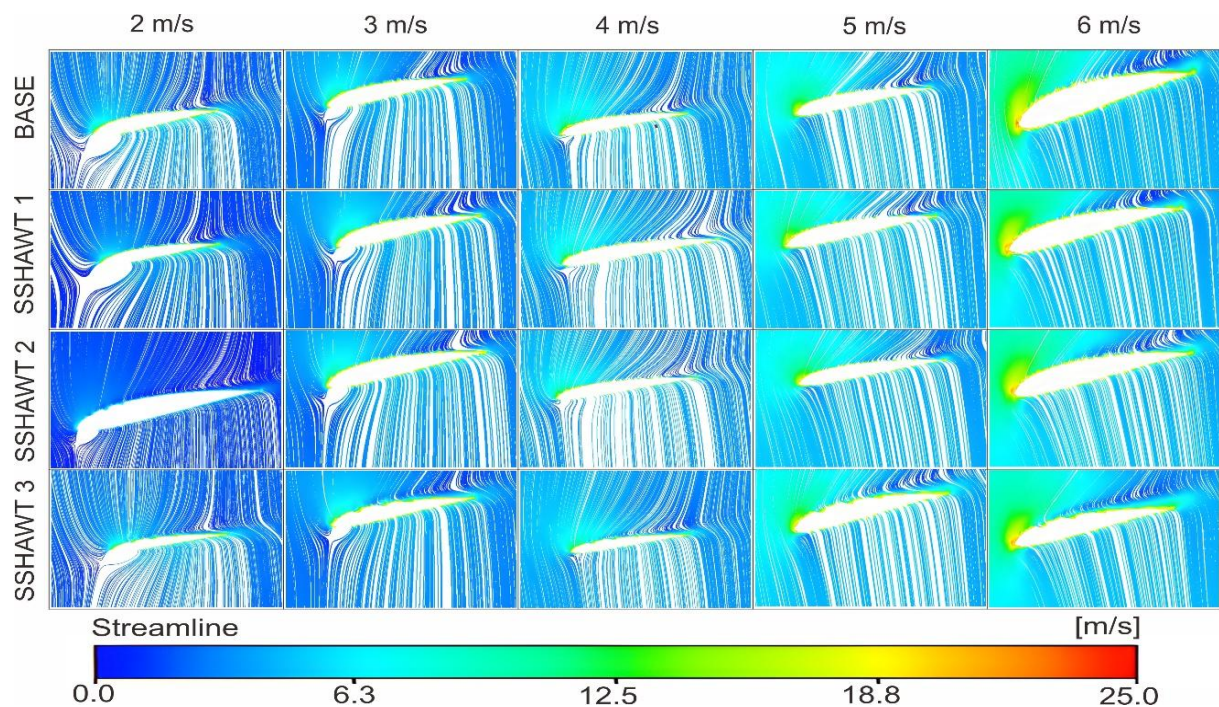 2 m/s 3 m/s 4 m/s 5 m/s 6 m/s
BASE
SSHAWT 1
SSHAWT 2
SSHAWT 3
Streamline [m/s]
0.0 6.3 12.5 18.8 25.0